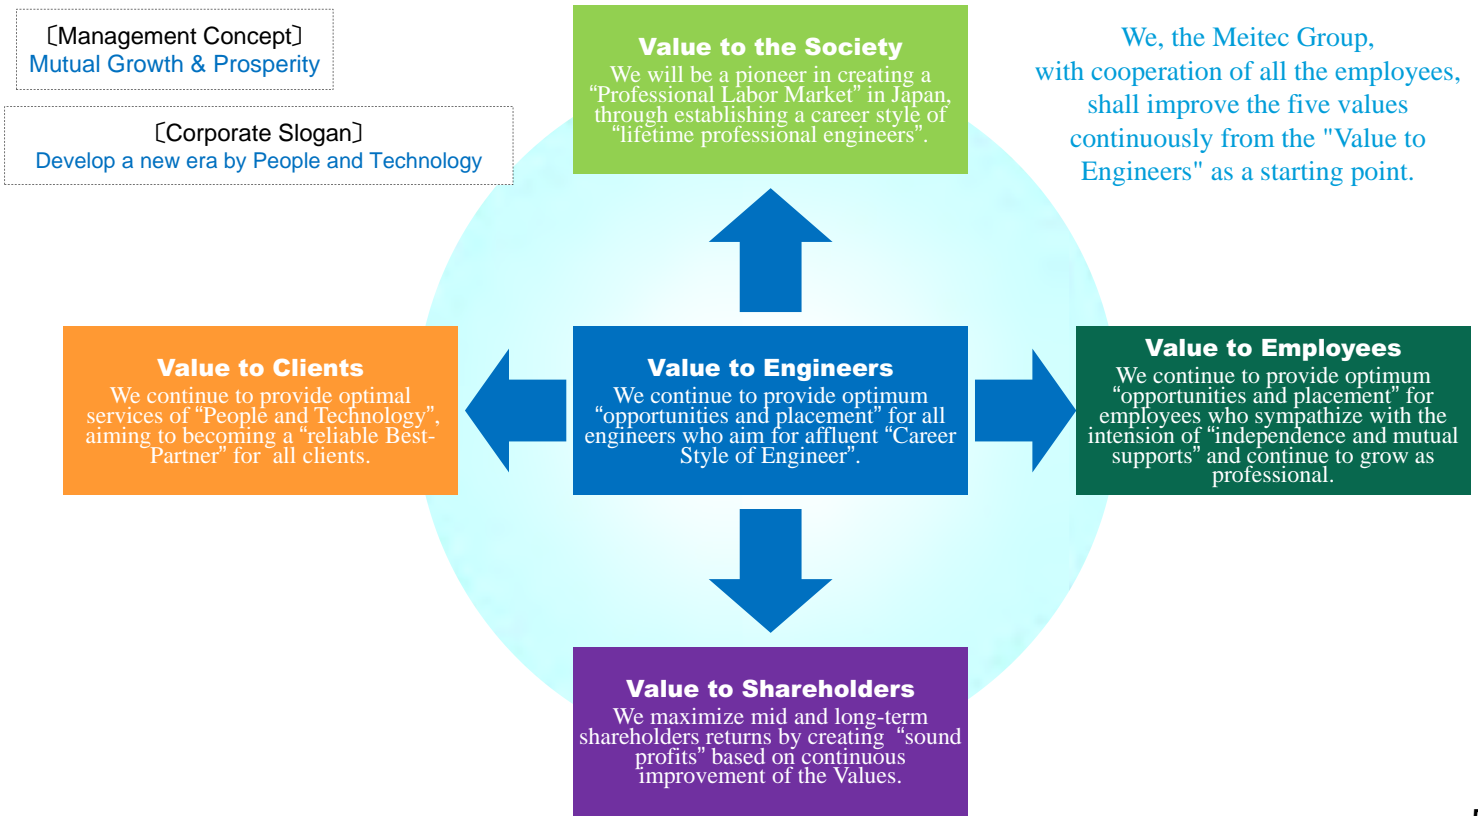 〔Management Concept〕
Mutual Growth & Prosperity
〔Corporate Slogan〕
Develop a new era by People and Technology
Value to the Society
We will be a pioneer in creating a
“Professional Labor Market” in Japan,
through establishing a career style of
“lifetime professional engineers”.
We, the Meitec Group,
with cooperation of all the employees,
shall improve the five values
continuously from the "Value to
Engineers" as a starting point.
Value to Clients
We continue to provide optimal
services of “People and Technology”,
aiming to becoming a “reliable Best-
Partner” for all clients.
Value to Engineers
We continue to provide optimum
“opportunities and placement” for all
engineers who aim for affluent “Career
Style of Engineer”.
Value to Employees
We continue to provide optimum
“opportunities and placement” for
employees who sympathize with the
intension of “independence and mutual
supports” and continue to grow as
professional.
Value to Shareholders
We maximize mid and long-term
shareholders returns by creating “sound
profits” based on continuous
improvement of the Values.